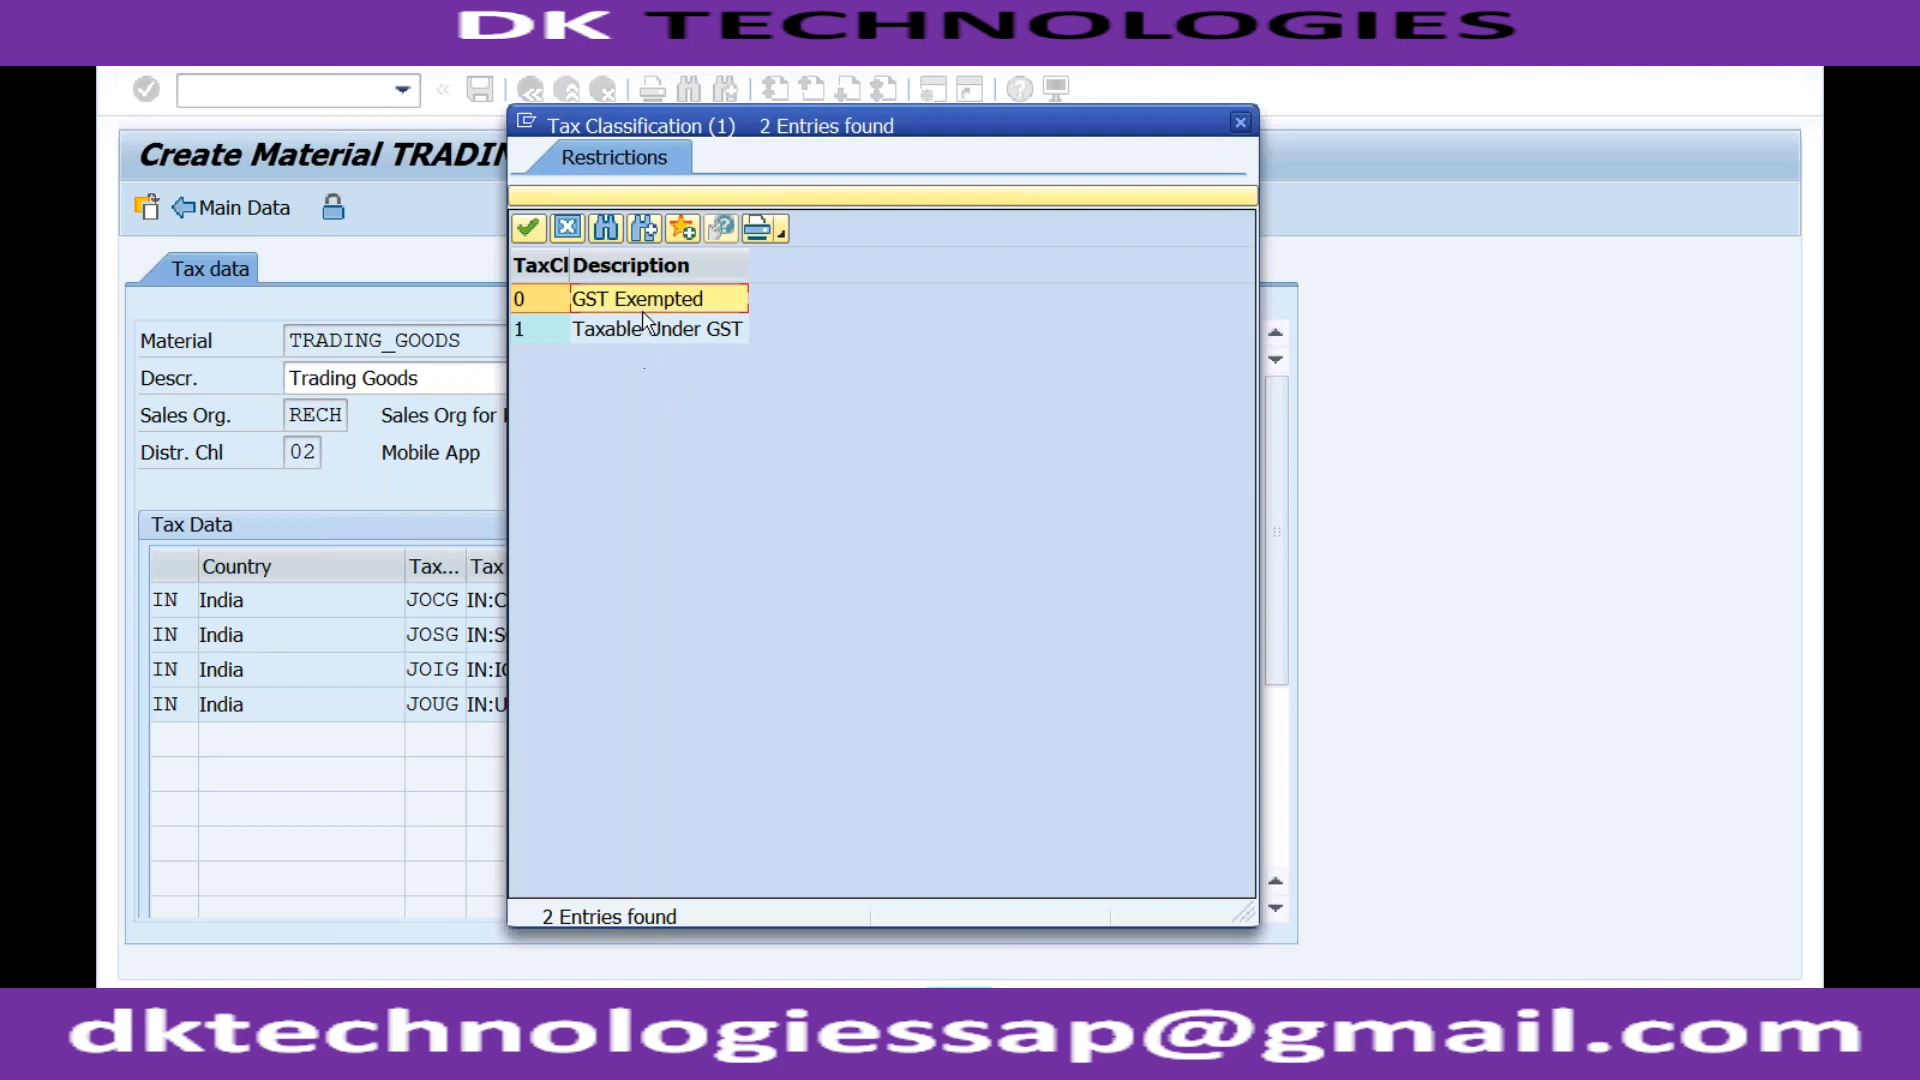 DK TECHNOLOGIES
Create Material TRADIN
Main Data
Tax data
Material TRADING_GOODS
Descr. Trading Goods
Sales Org. RECH Sales Org for
Distr. Chl 02 Mobile App
Tax Data
Country Tax... Tax
IN India JOCG IN:C
IN India JOSG IN:S
IN India JOIG IN:I
IN India JOUG IN:U
Tax Classification (1) 2 Entries found
Restrictions
TaxCl Description
0 GST Exempted
1 Taxable Under GST
2 Entries found
dktechnologiessap@gmail.com